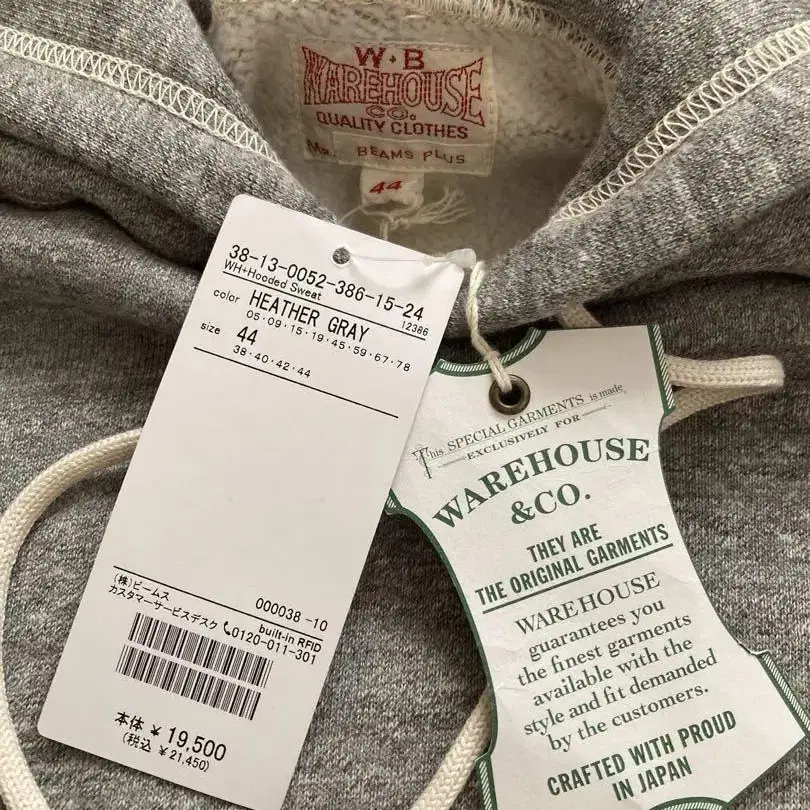 W・B
WAREHOUSE
CO.
QUALITY CLOTHES
Mr. BEAMS PLUS
44
38-13-0052-386-15-24
WH+Hooded Sweat
12386
color HEATHER GRAY
05・09・15・19・45・59・67・78
size 44
38・40・42・44
(株)ビームス
カスタマーサービスデスク
000038 -10
built-in RFID
0120-011-301
本体 ¥ 19,500
(税込 ¥ 21,450)
This SPECIAL GARMENTS is made
EXCLUSIVELY FOR
WAREHOUSE
&CO.
THEY ARE
THE ORIGINAL GARMENTS
WAREHOUSE
guarantees you
the finest garments
available with the
style and fit demanded
by the customers.
CRAFTED WITH PROUD
IN JAPAN